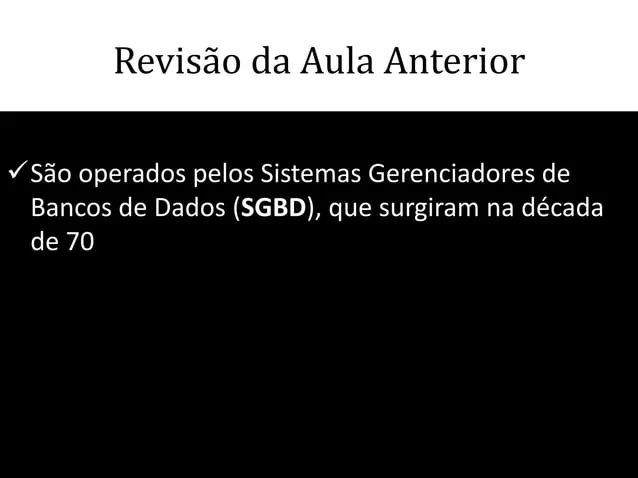 Revisão da Aula Anterior
✓São operados pelos Sistemas Gerenciadores de
Bancos de Dados (SGBD), que surgiram na década
de 70